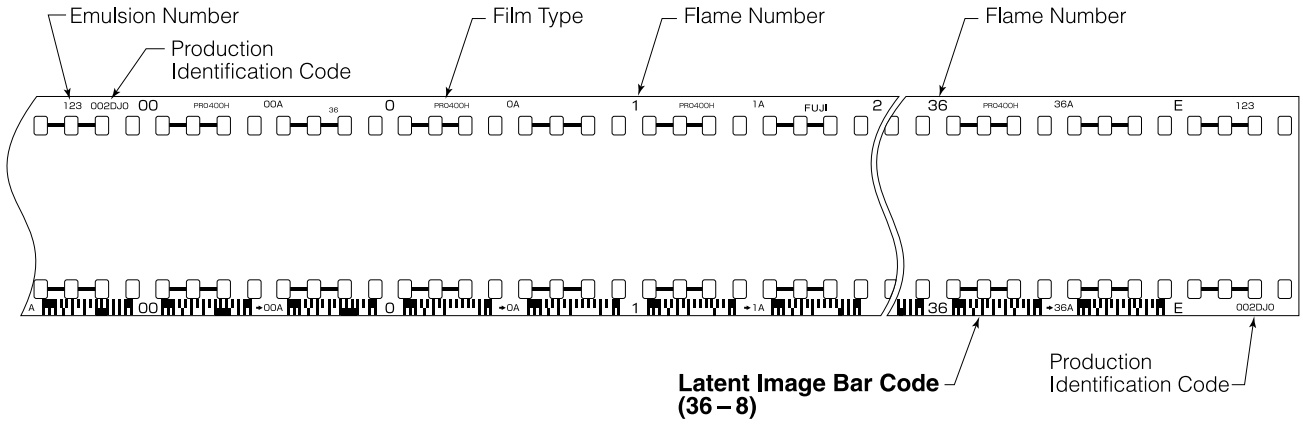 Emulsion Number
Production
Identification Code
Film Type
Flame Number
Flame Number
123 002DJ0 00 PRO400H 00A 36 0 PRO400H 0A 1 PRO400H 1A FUJI 2 36 PRO400H 36A E 123
A 00 →00A 0 →0A 1 →1A 36 →36A E 002DJ0
Latent Image Bar Code
(36 – 8)
Production
Identification Code